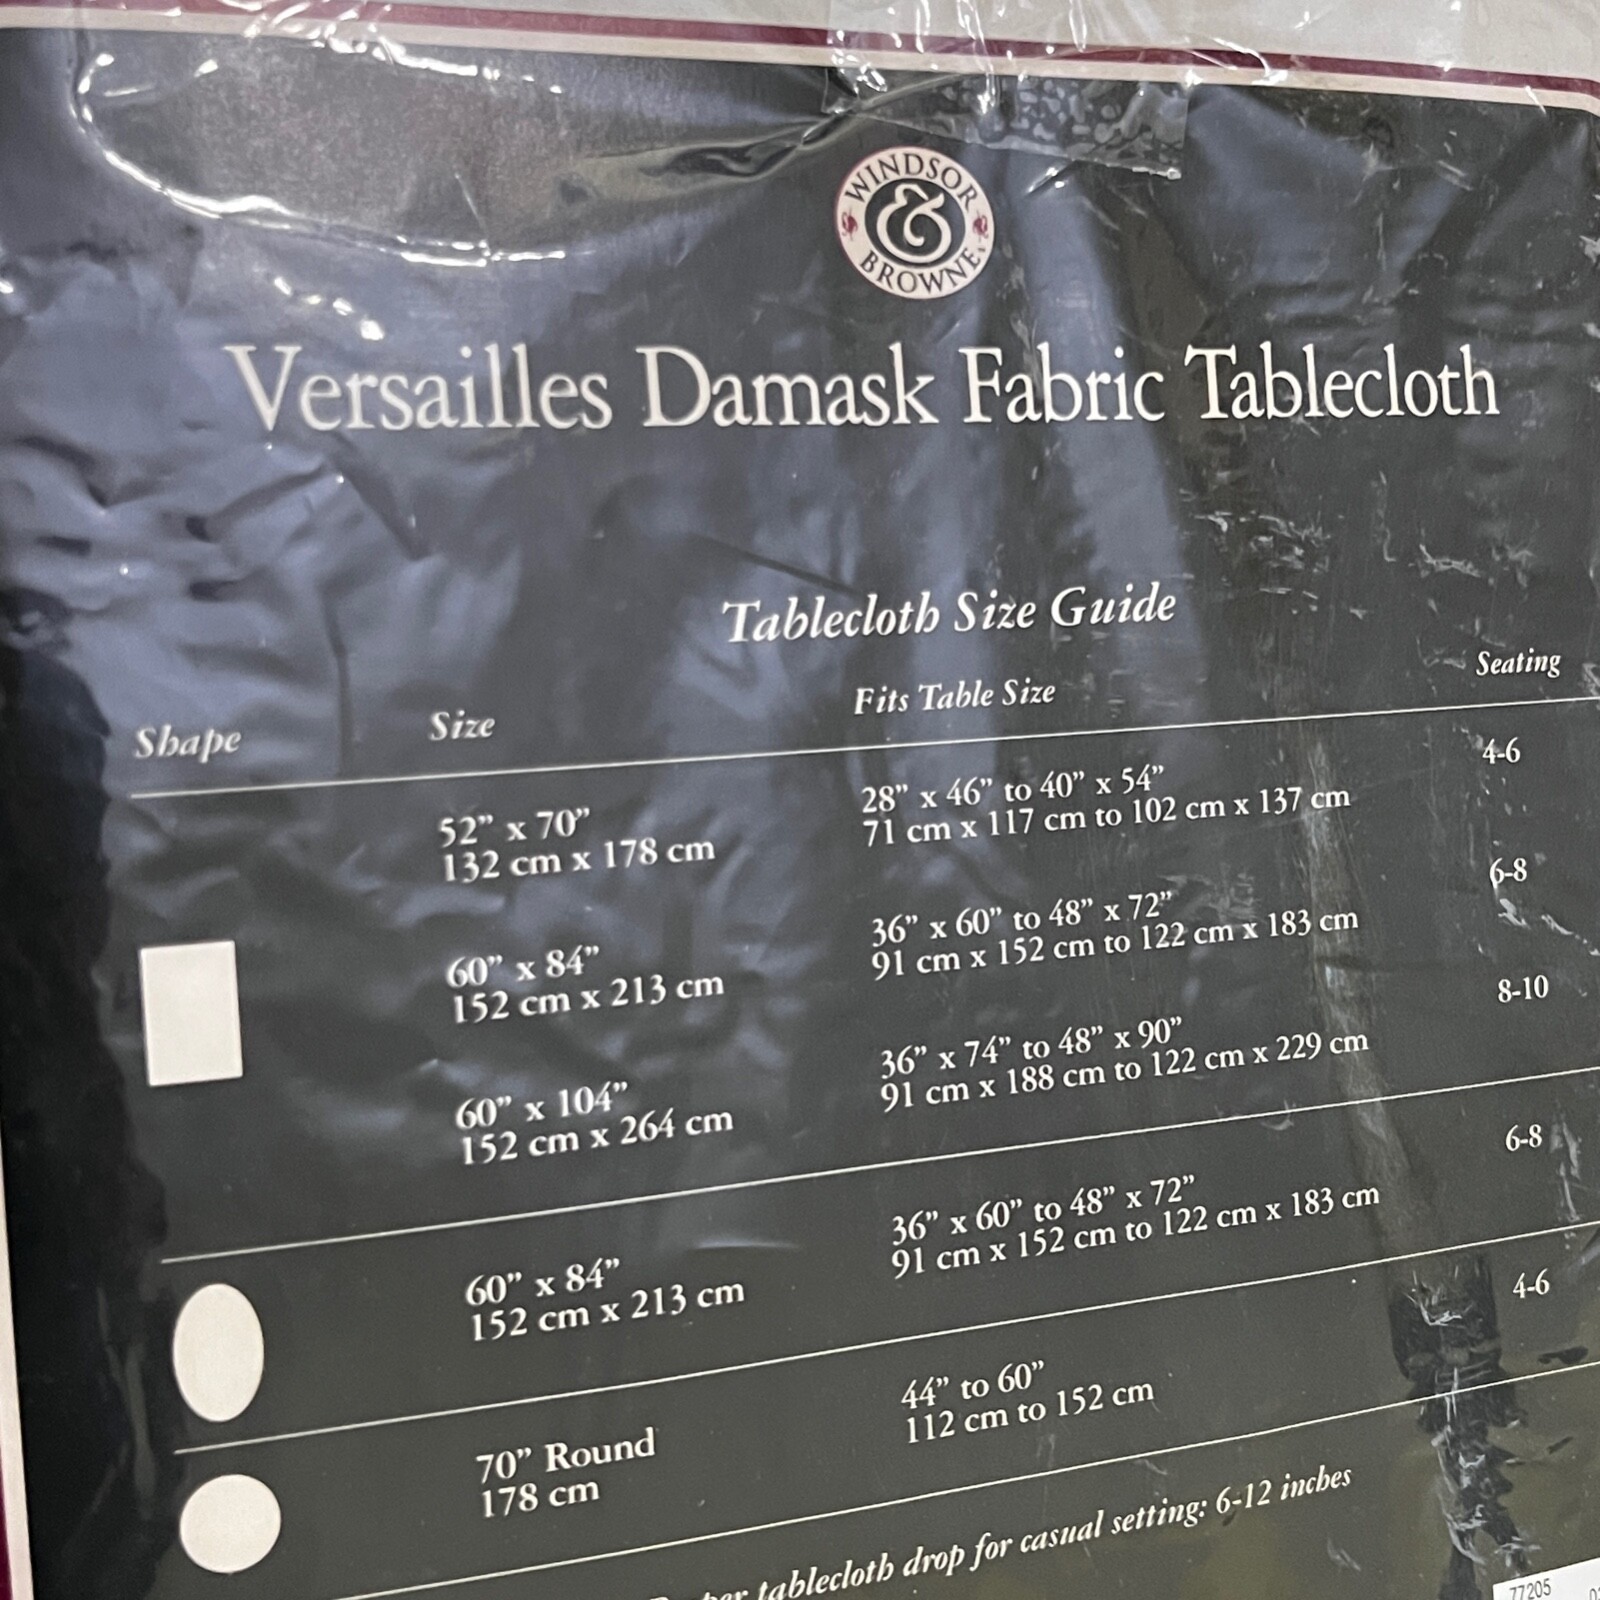 WINDSOR
&
BROWNE
Versailles Damask Fabric Tablecloth
Tablecloth Size Guide
Shape Size Fits Table Size Seating
52” x 70” 28” x 46” to 40” x 54” 4-6
132 cm x 178 cm 71 cm x 117 cm to 102 cm x 137 cm
60” x 84” 36” x 60” to 48” x 72” 6-8
152 cm x 213 cm 91 cm x 152 cm to 122 cm x 183 cm
60” x 104” 36” x 74” to 48” x 90” 8-10
152 cm x 264 cm 91 cm x 188 cm to 122 cm x 229 cm
60” x 84” 36” x 60” to 48” x 72” 6-8
152 cm x 213 cm 91 cm x 152 cm to 122 cm x 183 cm
70” Round 44” to 60” 4-6
178 cm 112 cm to 152 cm
tablecloth drop for casual setting: 6-12 inches
77205